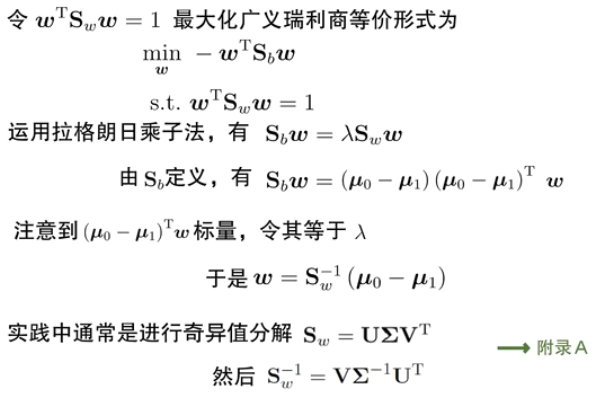 令 $\boldsymbol{w}^{\mathrm{T}}\mathbf{S}_w\boldsymbol{w} = 1$ 最大化广义瑞利商等价形式为
$\min_{\boldsymbol{w}} \ -\boldsymbol{w}^{\mathrm{T}}\mathbf{S}_b\boldsymbol{w}$
$\text{s.t. } \boldsymbol{w}^{\mathrm{T}}\mathbf{S}_w\boldsymbol{w} = 1$
运用拉格朗日乘子法，有 $\mathbf{S}_b\boldsymbol{w} = \lambda\mathbf{S}_w\boldsymbol{w}$
由 $\mathbf{S}_b$定义，有 $\mathbf{S}_b\boldsymbol{w} = (\boldsymbol{\mu}_0 - \boldsymbol{\mu}_1)(\boldsymbol{\mu}_0 - \boldsymbol{\mu}_1)^{\mathrm{T}} \ \boldsymbol{w}$
注意到 $(\boldsymbol{\mu}_0 - \boldsymbol{\mu}_1)^{\mathrm{T}}\boldsymbol{w}$ 标量，令其等于 $\lambda$
于是 $\boldsymbol{w} = \mathbf{S}_w^{-1}(\boldsymbol{\mu}_0 - \boldsymbol{\mu}_1)$
实践中通常是进行奇异值分解 $\mathbf{S}_w = \mathbf{U}\boldsymbol{\Sigma}\mathbf{V}^{\mathrm{T}}$
→ 附录A
然后 $\mathbf{S}_w^{-1} = \mathbf{V}\boldsymbol{\Sigma}^{-1}\mathbf{U}^{\mathrm{T}}$